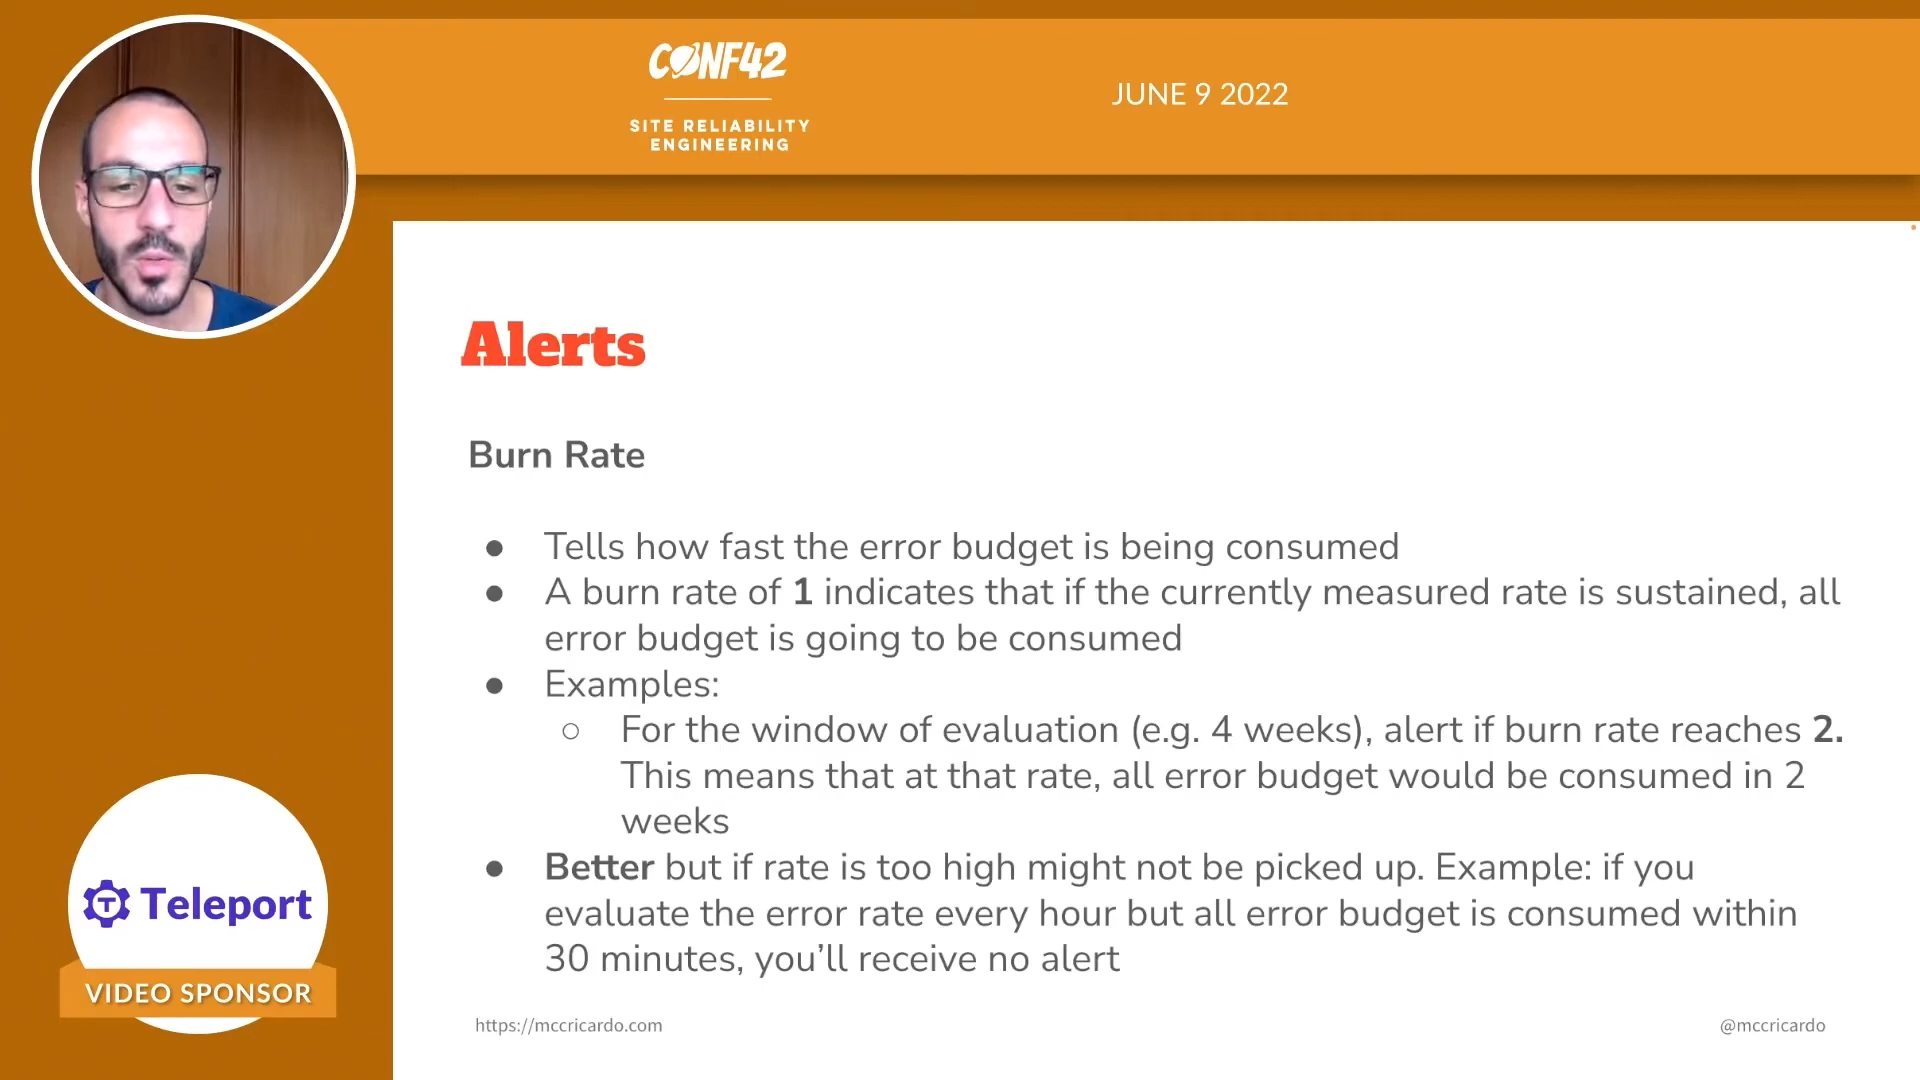 CONF42
SITE RELIABILITY
ENGINEERING
JUNE 9 2022
Alerts
Burn Rate
● Tells how fast the error budget is being consumed
● A burn rate of 1 indicates that if the currently measured rate is sustained, all
error budget is going to be consumed
● Examples:
○ For the window of evaluation (e.g. 4 weeks), alert if burn rate reaches 2.
This means that at that rate, all error budget would be consumed in 2
weeks
● Better but if rate is too high might not be picked up. Example: if you
evaluate the error rate every hour but all error budget is consumed within
30 minutes, you’ll receive no alert
T Teleport
VIDEO SPONSOR
https://mccricardo.com
@mccricardo